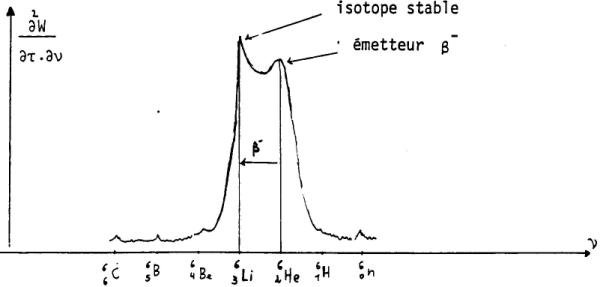 isotope stable
émetteur β⁻
∂²W
∂τ.∂ν
β⁻
ν
⁶₆C ⁶₅B ⁶₄Be ⁶₃Li ⁶₂He ⁶₁H ⁶₀n